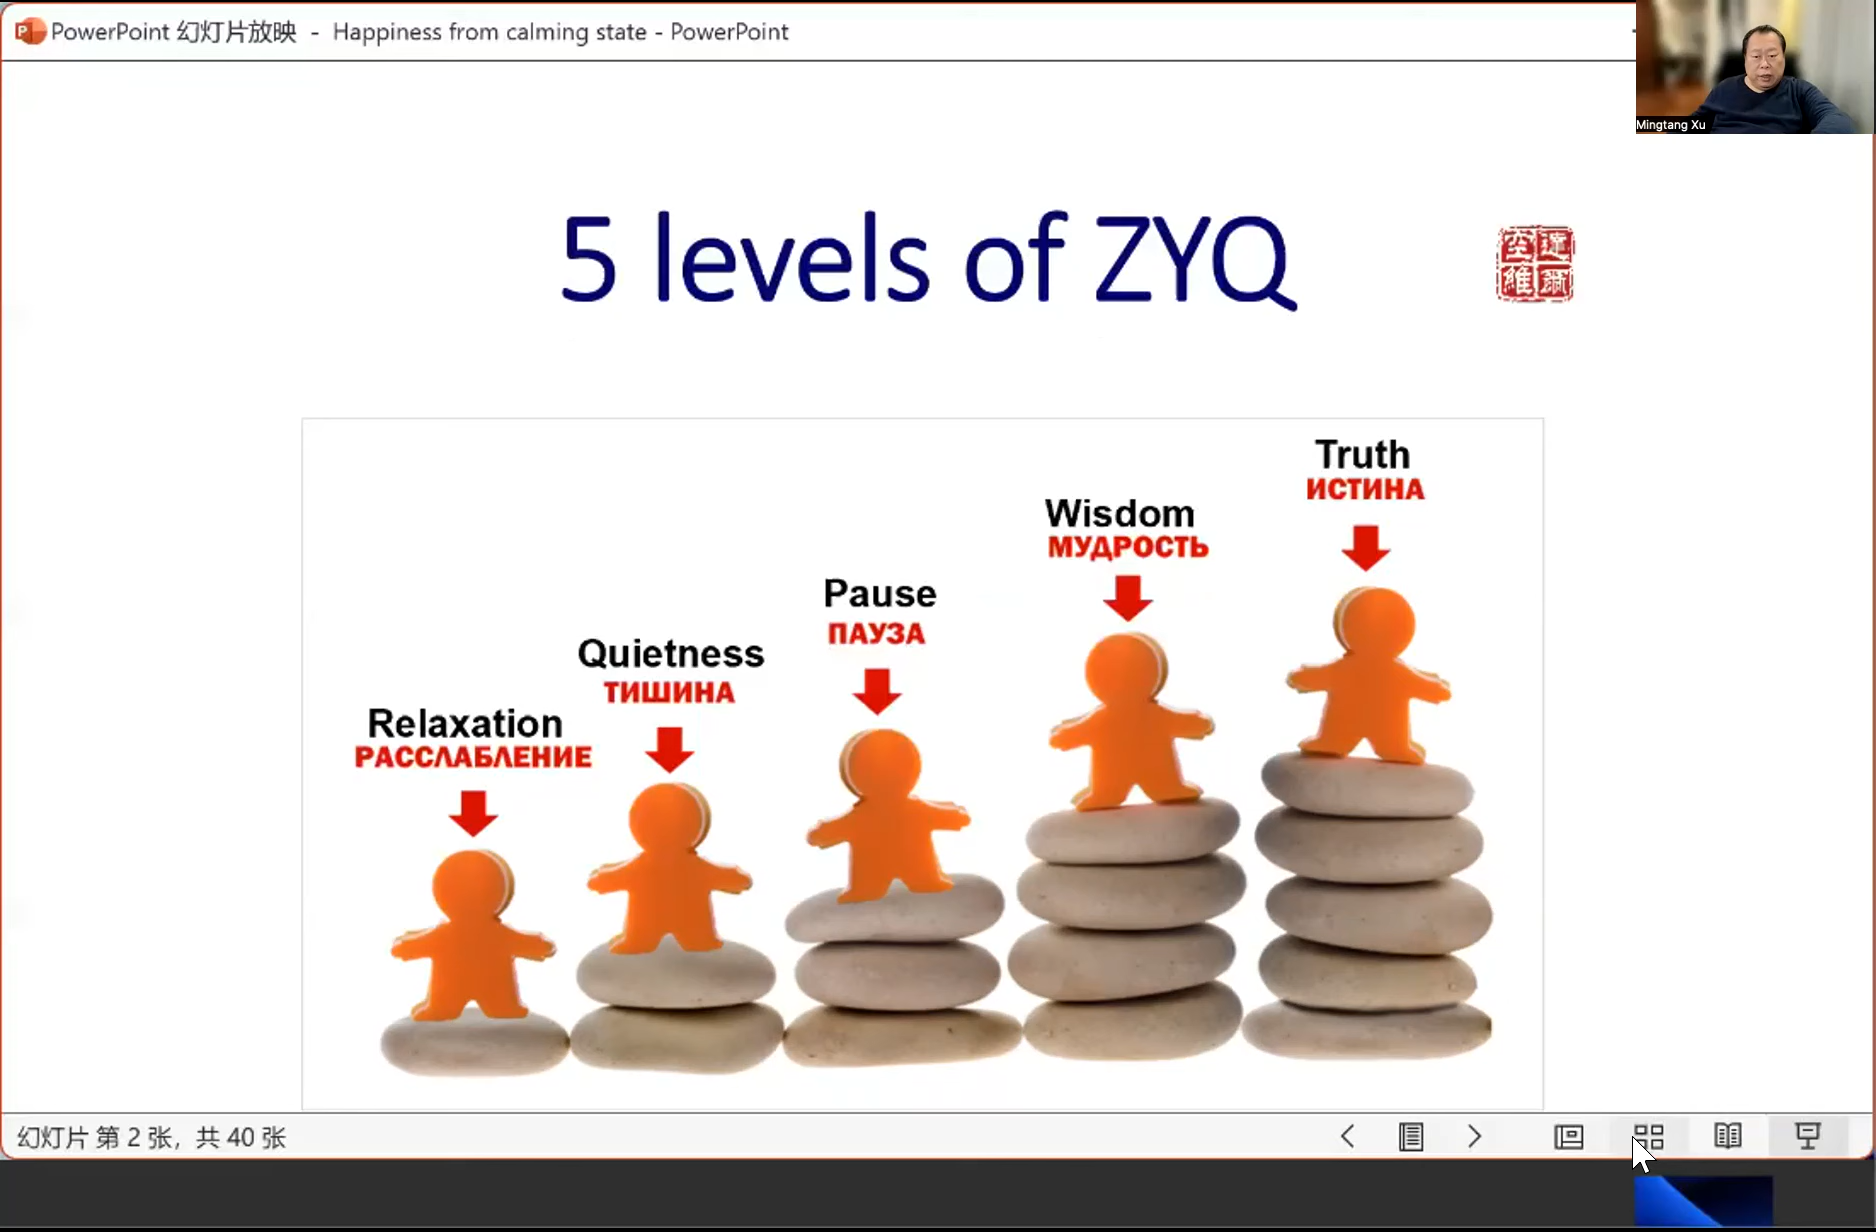 PowerPoint 幻灯片放映 - Happiness from calming state - PowerPoint
Mingtang Xu
5 levels of ZYQ
Truth
ИСТИНА
Wisdom
МУДРОСТЬ
Pause
ПАУЗА
Quietness
ТИШИНА
Relaxation
РАССЛАБЛЕНИЕ
幻灯片 第 2 张，共 40 张